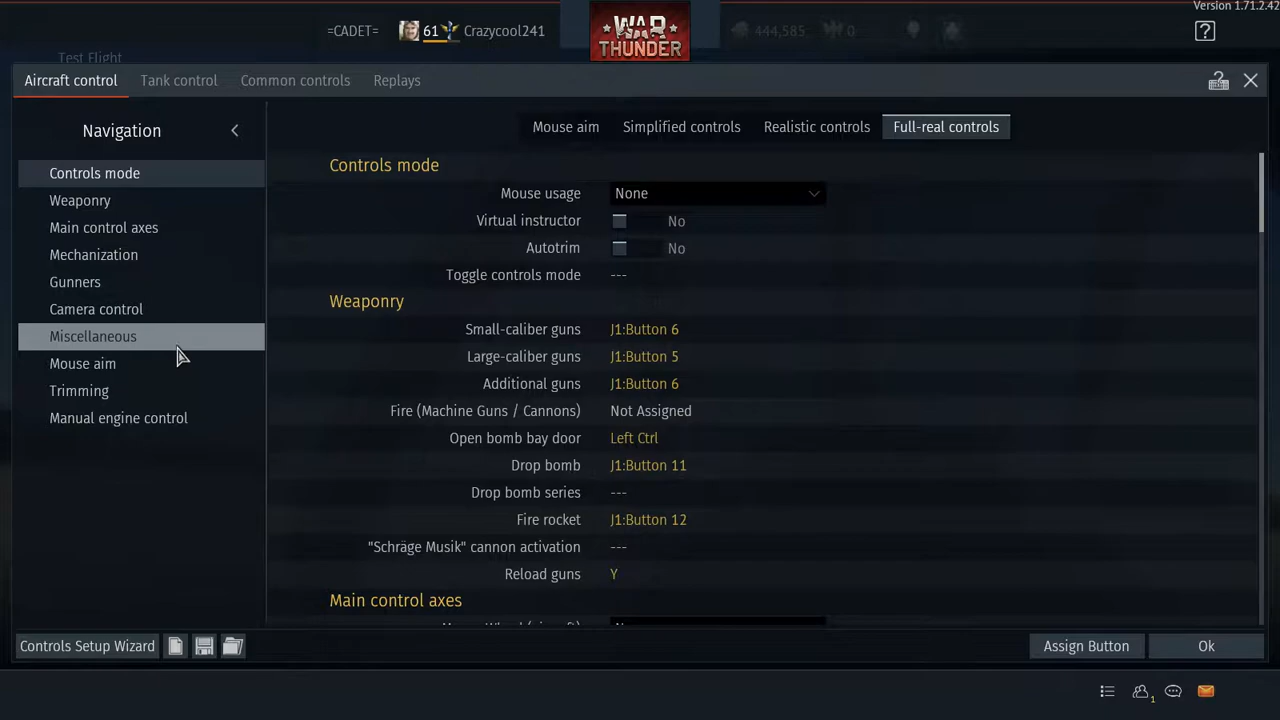 Version 1.71.2.42
=CADET= 61 Crazycool241
WAR THUNDER
444,585 0
Test Flight
Aircraft control Tank control Common controls Replays
Navigation
Mouse aim Simplified controls Realistic controls Full-real controls
Controls mode
Weaponry
Main control axes
Mechanization
Gunners
Camera control
Miscellaneous
Mouse aim
Trimming
Manual engine control
Controls mode
Mouse usage None
Virtual instructor No
Autotrim No
Toggle controls mode ---
Weaponry
Small-caliber guns J1:Button 6
Large-caliber guns J1:Button 5
Additional guns J1:Button 6
Fire (Machine Guns / Cannons) Not Assigned
Open bomb bay door Left Ctrl
Drop bomb J1:Button 11
Drop bomb series ---
Fire rocket J1:Button 12
"Schräge Musik" cannon activation ---
Reload guns Y
Main control axes
Controls Setup Wizard Assign Button Ok
1